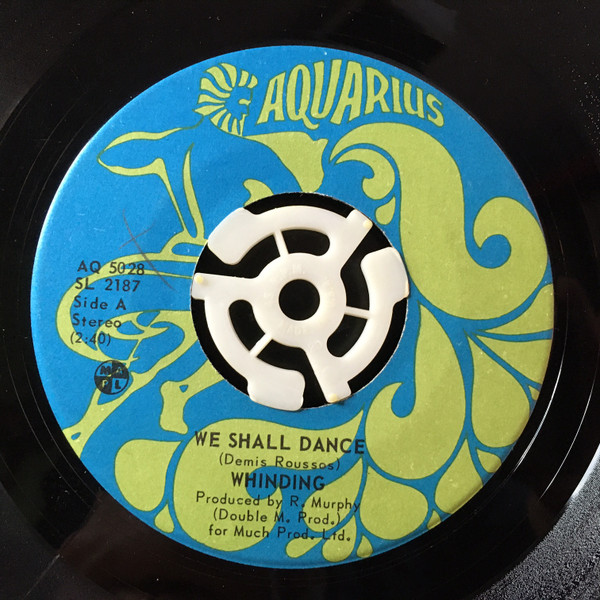 AQUARIUS
AQ 5028
SL 2187
Side A
Stereo
(2:40)
MAPL
WE SHALL DANCE
(Demis Roussos)
WHINDING
Produced by R. Murphy
(Double M. Prod.)
for Much Prod. Ltd.